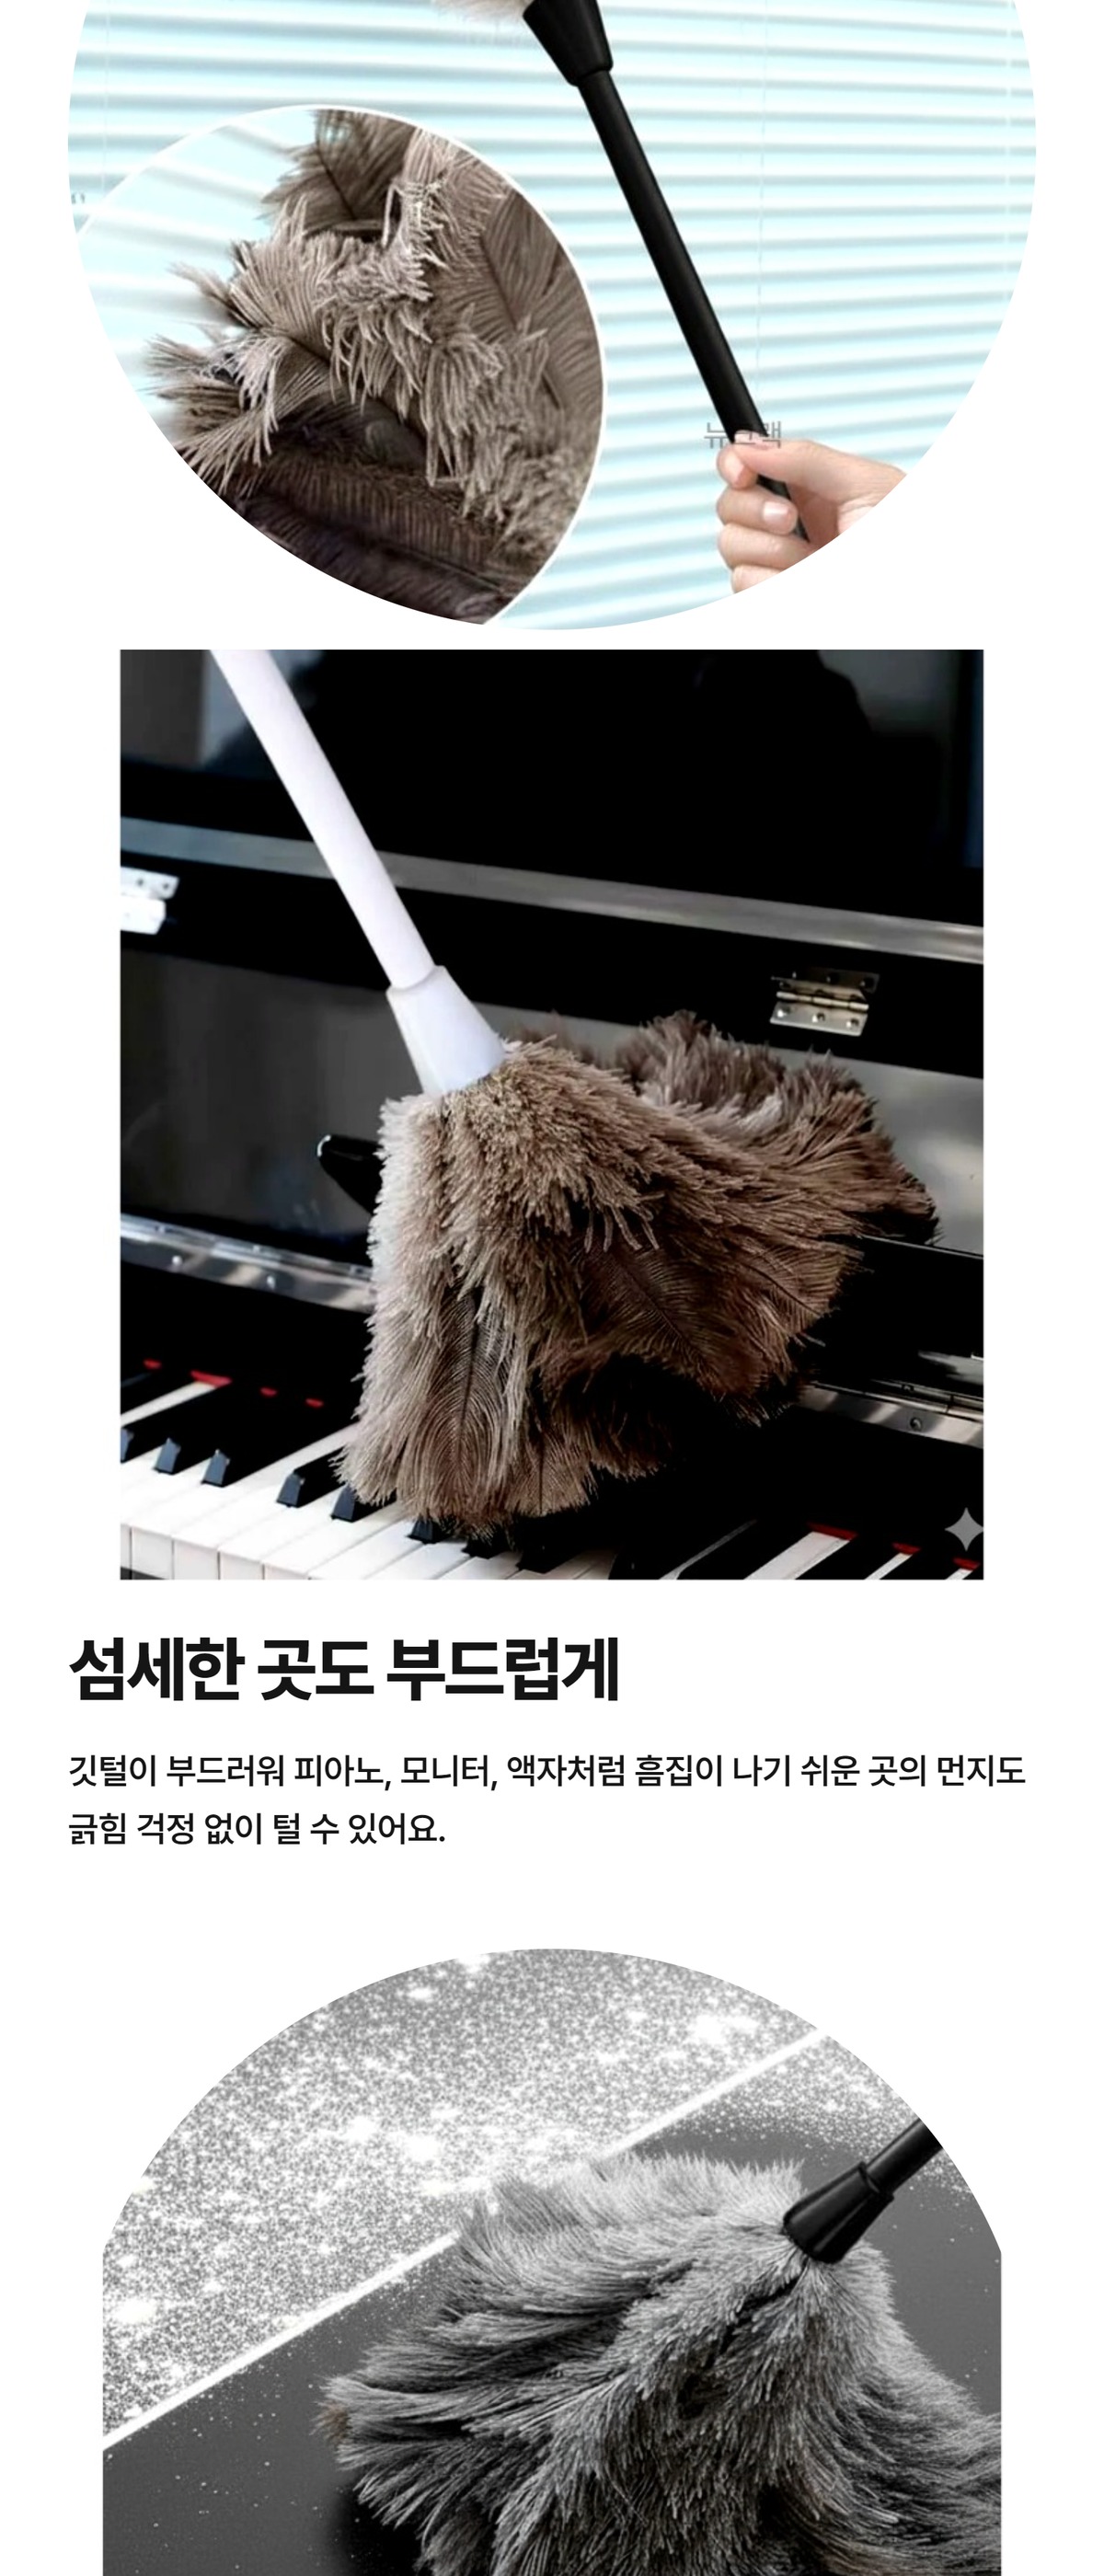 섬세한 곳도 부드럽게
깃털이 부드러워 피아노, 모니터, 액자처럼 흠집이 나기 쉬운 곳의 먼지도
긁힘 걱정 없이 털 수 있어요.